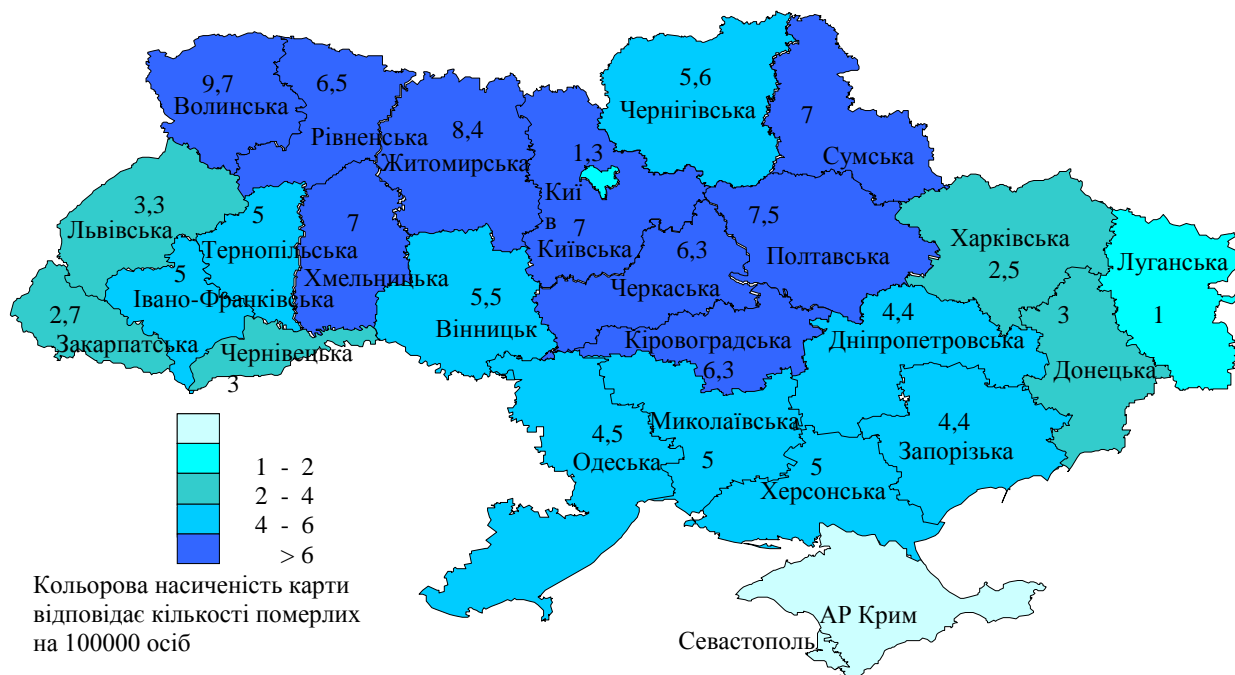 9,7
Волинська
6,5
Рівненська
8,4
Житомирська
1,3
Киї
в
7
Київська
5,6
Чернігівська
7
Сумська
3,3
Львівська
5
Тернопільська
7
Хмельницька
5
Івано-Франківська
2,7
Закарпатська
Чернівецька
3
5,5
Вінницьк
6,3
Черкаська
7,5
Полтавська
Харківська
2,5
Луганська
1
Кіровоградська
6,3
4,4
Дніпропетровська
3
Донецька
4,5
Одеська
Миколаївська
5
5
Херсонська
4,4
Запорізька
АР Крим
Севастополь
1 - 2
2 - 4
4 - 6
> 6
Кольорова насиченість карти
відповідає кількості померлих
на 100000 осіб